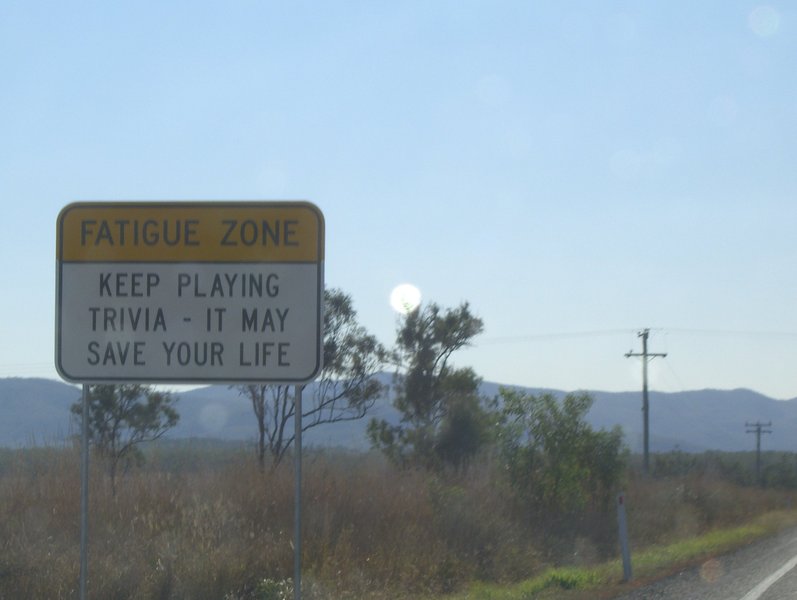 FATIGUE ZONE
KEEP PLAYING
TRIVIA - IT MAY
SAVE YOUR LIFE